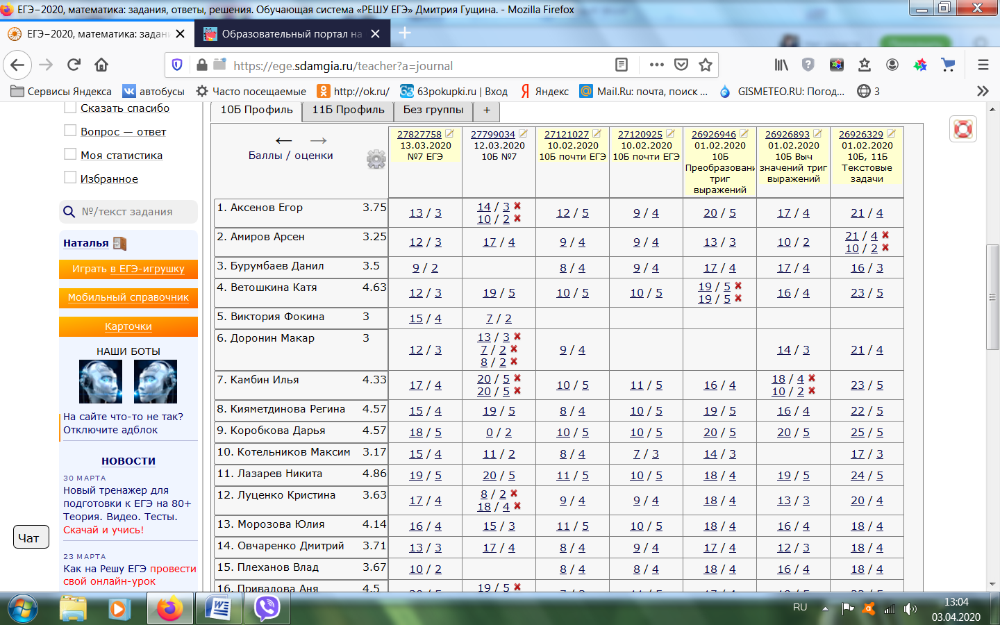 ЕГЭ–2020, математика: задания, ответы, решения. Обучающая система «РЕШУ ЕГЭ» Дмитрия Гущина. - Mozilla Firefox
ЕГЭ–2020, математика: задани
Образовательный портал на
https://ege.sdamgia.ru/teacher?a=journal
Сервисы Яндекса
автобусы
Часто посещаемые
http://ok.ru/
63pokupki.ru | Вход
Яндекс
Mail.Ru: почта, поиск ...
GISMETEO.RU: Погод...
3
Сказать спасибо
Вопрос — ответ
Моя статистика
Избранное
№/текст задания
Наталья
Играть в ЕГЭ-игрушку
Мобильный справочник
Карточки
НАШИ БОТЫ
На сайте что-то не так?
Отключите адблок
НОВОСТИ
30 МАРТА
Новый тренажер для
подготовки к ЕГЭ на 80+
Теория. Видео. Тесты.
Скачай и учись!
23 МАРТА
Как на Решу ЕГЭ провести
свой онлайн-урок
Чат
10Б Профиль 11Б Профиль Без группы +
← →
Баллы / оценки
27827758
13.03.2020
№7 ЕГЭ
27799034
12.03.2020
10Б №7
27121027
10.02.2020
10Б почти ЕГЭ
27120925
10.02.2020
10Б почти ЕГЭ
26926946
01.02.2020
10Б
Преобразовани
триг
выражений
26926893
01.02.2020
10Б Выч
значений триг
выражений
26926329
01.02.2020
10Б, 11Б
Текстовые
задачи
1. Аксенов Егор 3.75 13 / 3 14 / 3 10 / 2 12 / 5 9 / 4 20 / 5 17 / 4 21 / 4
2. Амиров Арсен 3.25 12 / 3 17 / 4 9 / 4 9 / 4 13 / 3 10 / 2 21 / 4 10 / 2
3. Бурумбаев Данил 3.5 9 / 2 8 / 4 9 / 4 17 / 4 17 / 4 16 / 3
4. Ветошкина Катя 4.63 12 / 3 19 / 5 10 / 5 10 / 5 19 / 5 19 / 5 16 / 4 23 / 5
5. Виктория Фокина 3 15 / 4 7 / 2
6. Доронин Макар 3 12 / 3 13 / 3 7 / 2 8 / 2 9 / 4 14 / 3 21 / 4
7. Камбин Илья 4.33 17 / 4 20 / 5 20 / 5 10 / 5 11 / 5 16 / 4 18 / 4 10 / 2 23 / 5
8. Кияметдинова Регина 4.57 15 / 4 19 / 5 8 / 4 10 / 5 19 / 5 16 / 4 22 / 5
9. Коробкова Дарья 4.57 18 / 5 0 / 2 10 / 5 10 / 5 20 / 5 20 / 5 25 / 5
10. Котельников Максим 3.17 15 / 4 11 / 2 8 / 4 7 / 3 14 / 3 17 / 3
11. Лазарев Никита 4.86 19 / 5 20 / 5 11 / 5 10 / 5 18 / 4 19 / 5 24 / 5
12. Луценко Кристина 3.63 17 / 4 8 / 2 18 / 4 9 / 4 9 / 4 18 / 4 13 / 3 20 / 4
13. Морозова Юлия 4.14 16 / 4 15 / 3 11 / 5 10 / 5 18 / 4 16 / 4 18 / 4
14. Овчаренко Дмитрий 3.71 13 / 3 17 / 4 8 / 4 9 / 4 17 / 4 12 / 3 18 / 4
15. Плеханов Влад 3.67 10 / 2 8 / 4 8 / 4 18 / 4 16 / 4 18 / 4
16. Привалова Аня 4.5 19 / 5
RU
13:04
03.04.2020